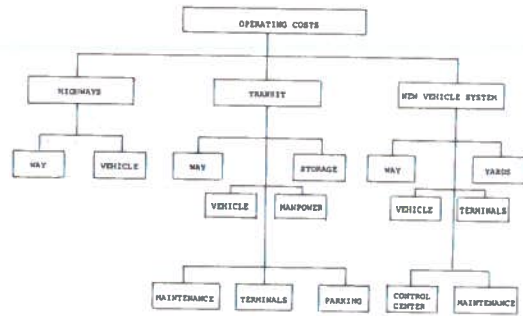 OPERATING COSTS
HIGHWAYS
TRANSIT
NEW VEHICLE SYSTEM
WAY
VEHICLE
WAY
STORAGE
WAY
YARDS
VEHICLE
MANPOWER
VEHICLE
TERMINALS
MAINTENANCE
TERMINALS
PARKING
CONTROL
CENTER
MAINTENANCE